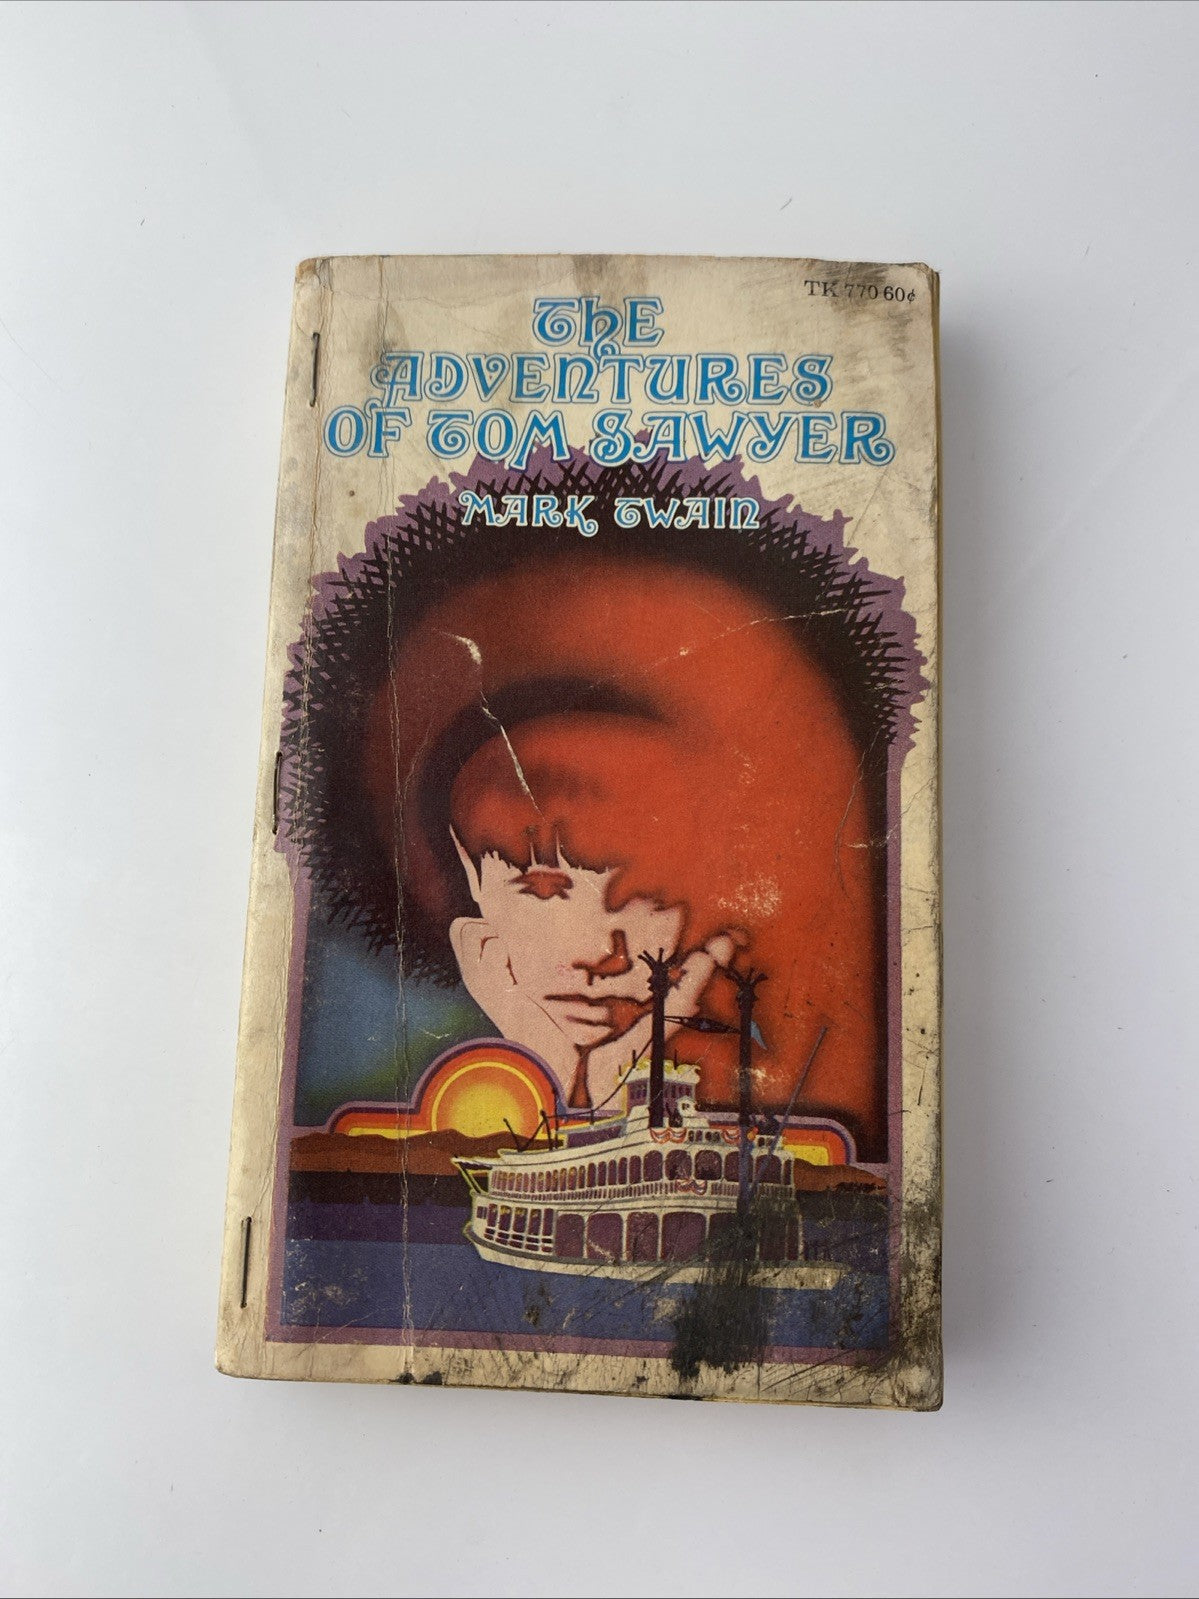 TK 770 60¢
The
Adventures
of Tom Sawyer
Mark Twain